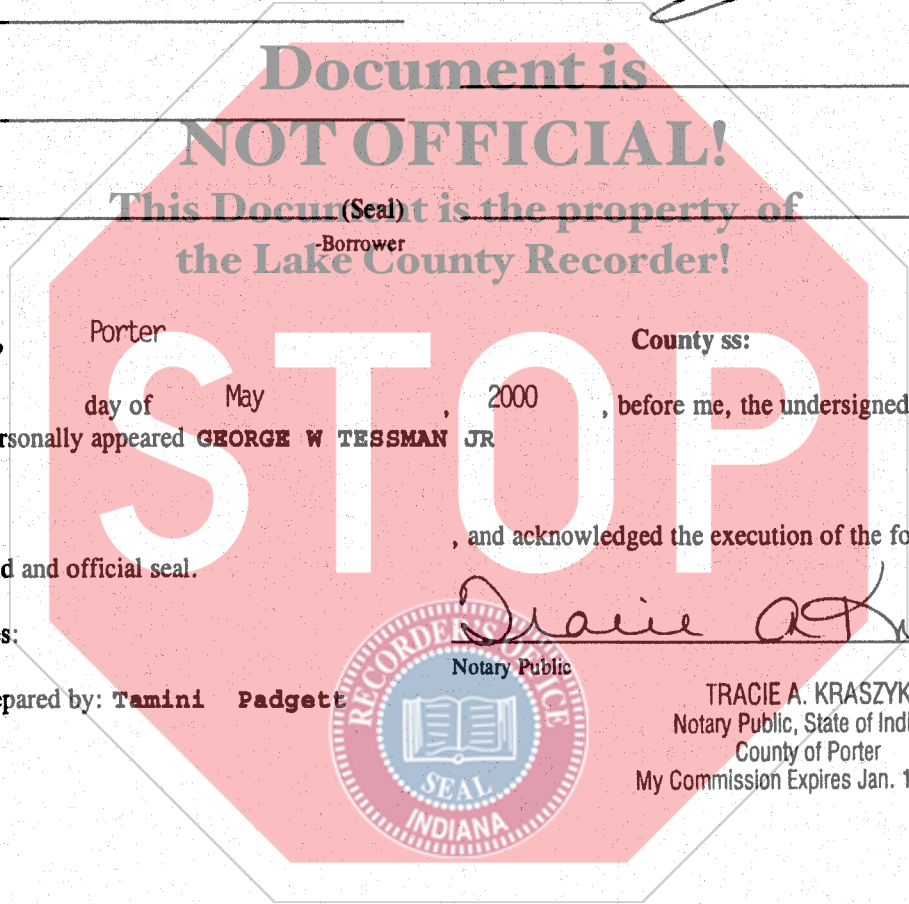 Document is
NOT OFFICIAL!
This Document is the property of
the Lake County Recorder!
(Seal)
-Borrower
STOP
Porter County ss:
day of May , 2000 , before me, the undersigned
rsonally appeared GEORGE W TESSMAN JR
, and acknowledged the execution of the fo
d and official seal.
Tracie A K
s:
Notary Public
epared by: Tamini Padgett
TRACIE A. KRASZYK
Notary Public, State of Indi
County of Porter
My Commission Expires Jan. 1
RECORDER'S OFFICE
SEAL
INDIANA